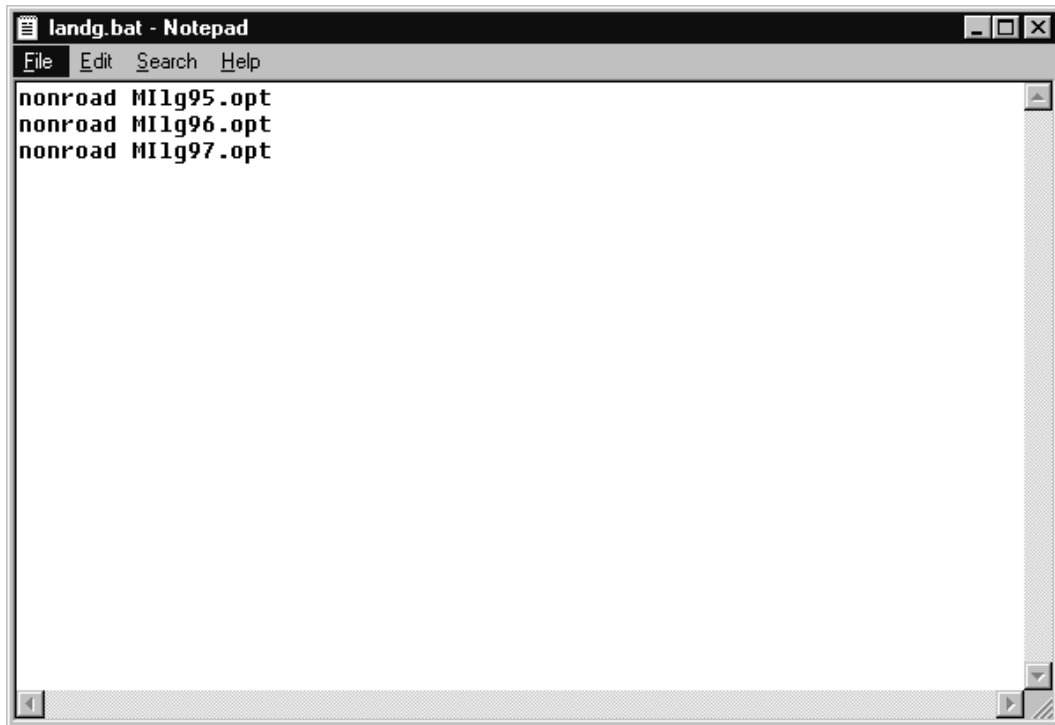 landg.bat - Notepad
File Edit Search Help
nonroad MIlg95.opt
nonroad MIlg96.opt
nonroad MIlg97.opt